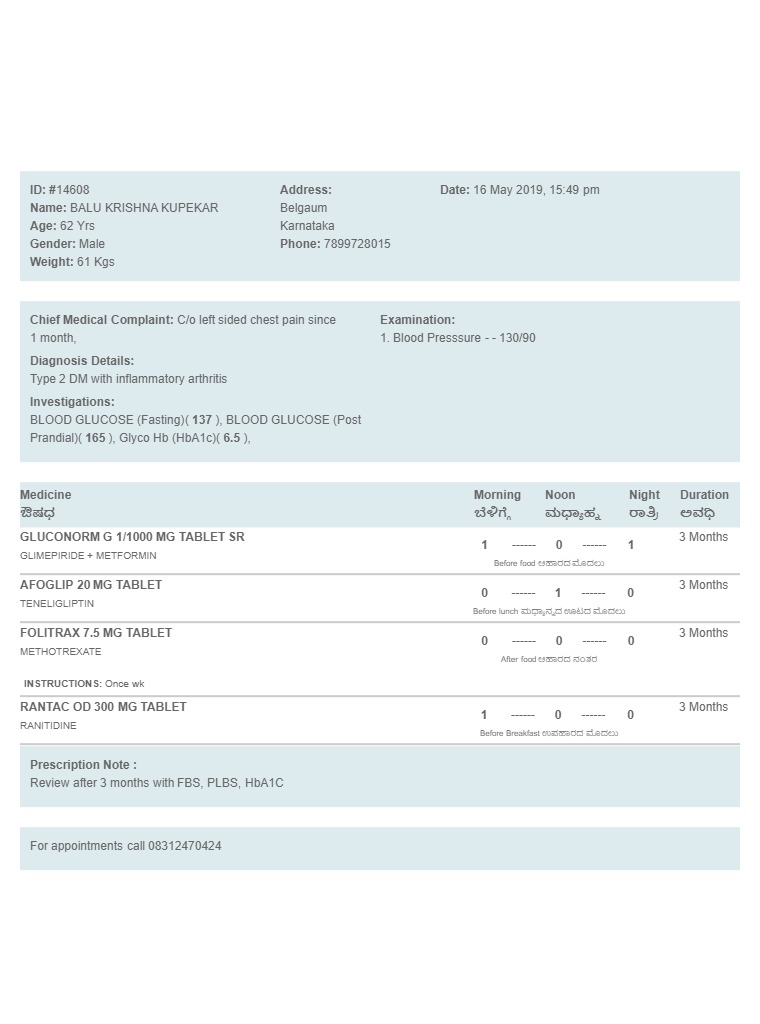 ID: #14608
Name: BALU KRISHNA KUPEKAR
Age: 62 Yrs
Gender: Male
Weight: 61 Kgs
Address:
Belgaum
Karnataka
Phone: 7899728015
Date: 16 May 2019, 15:49 pm
Chief Medical Complaint: C/o left sided chest pain since
1 month,
Diagnosis Details:
Type 2 DM with inflammatory arthritis
Investigations:
BLOOD GLUCOSE (Fasting)( 137 ), BLOOD GLUCOSE (Post
Prandial)( 165 ), Glyco Hb (HbA1c)( 6.5 ),
Examination:
1. Blood Presssure - - 130/90
Medicine Morning Noon Night Duration
ಔಷಧ ಬೆಳಿಗ್ಗೆ ಮಧ್ಯಾಹ್ನ ರಾತ್ರಿ ಅವಧಿ
GLUCONORM G 1/1000 MG TABLET SR 3 Months
1 ------ 0 ------ 1
GLIMEPIRIDE + METFORMIN
Before food ಆಹಾರದ ಮೊದಲು
AFOGLIP 20 MG TABLET 3 Months
0 ------ 1 ------ 0
TENELIGLIPTIN
Before lunch ಮಧ್ಯಾನ್ನದ ಊಟದ ಮೊದಲು
FOLITRAX 7.5 MG TABLET 3 Months
0 ------ 0 ------ 0
METHOTREXATE
After food ಆಹಾರದ ನಂತರ
INSTRUCTIONS: Once wk
RANTAC OD 300 MG TABLET 3 Months
1 ------ 0 ------ 0
RANITIDINE
Before Breakfast ಉಪಹಾರದ ಮೊದಲು
Prescription Note :
Review after 3 months with FBS, PLBS, HbA1C
For appointments call 08312470424